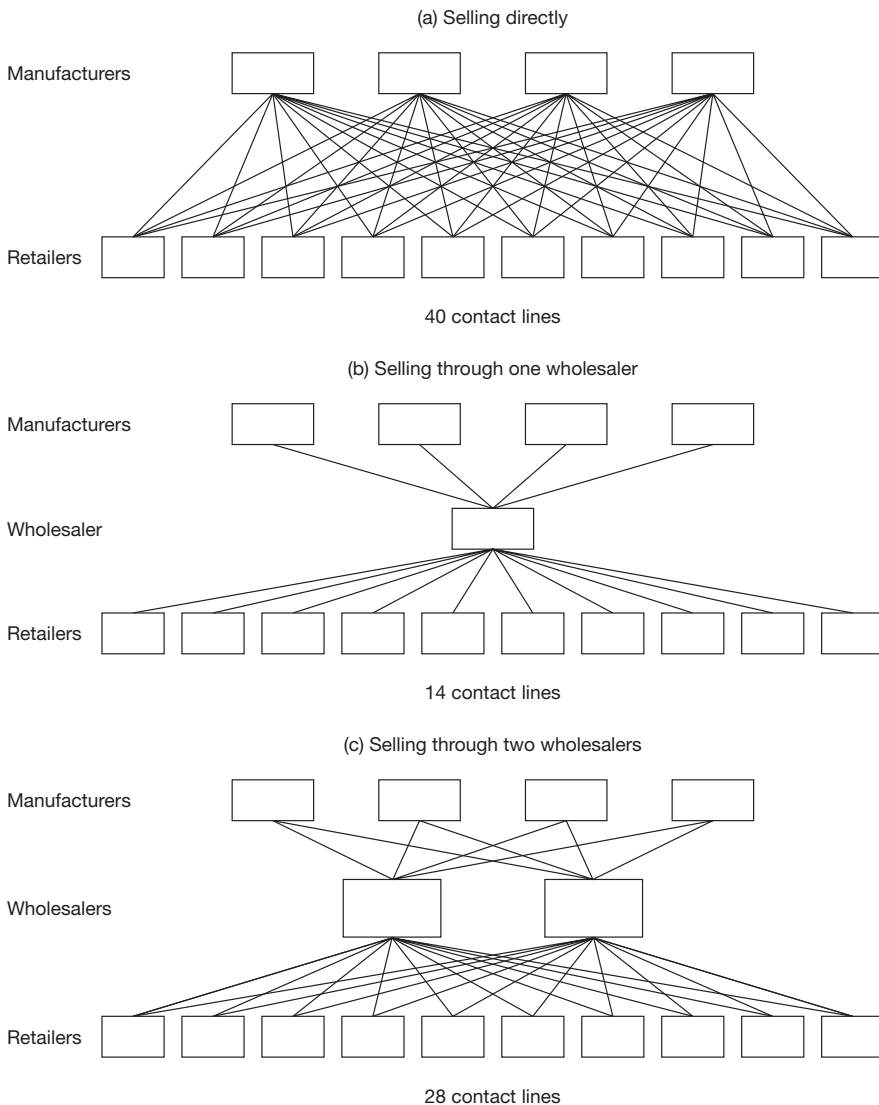 (a) Selling directly
Manufacturers
Retailers
40 contact lines
(b) Selling through one wholesaler
Manufacturers
Wholesaler
Retailers
14 contact lines
(c) Selling through two wholesalers
Manufacturers
Wholesalers
Retailers
28 contact lines